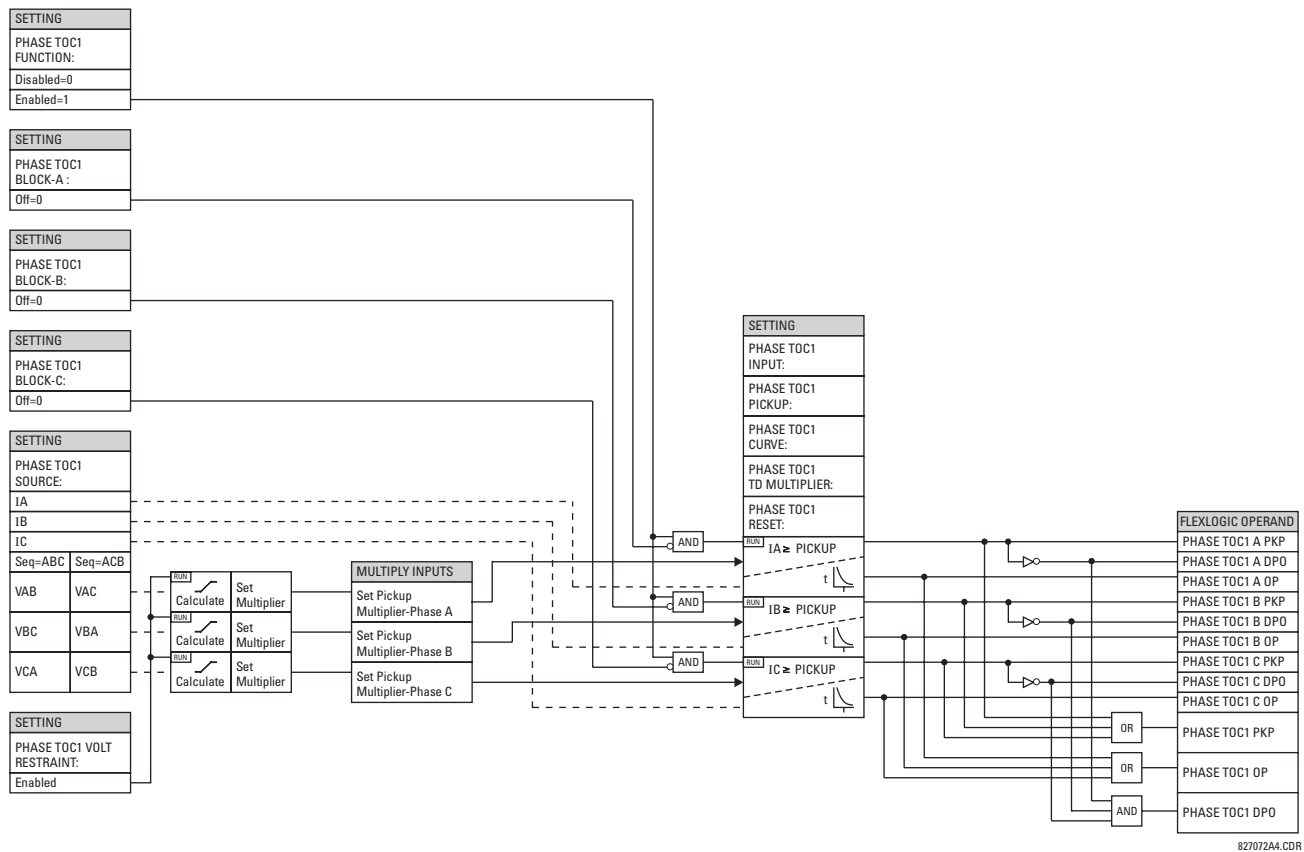 SETTING
PHASE TOC1
FUNCTION:
Disabled=0
Enabled=1
SETTING
PHASE TOC1
BLOCK-A :
Off=0
SETTING
PHASE TOC1
BLOCK-B:
Off=0
SETTING
PHASE TOC1
BLOCK-C:
Off=0
SETTING
PHASE TOC1
SOURCE:
IA
IB
IC
Seq=ABC Seq=ACB
VAB VAC
VBC VBA
VCA VCB
SETTING
PHASE TOC1 VOLT
RESTRAINT:
Enabled
RUN
Calculate
Set
Multiplier
RUN
Calculate
Set
Multiplier
RUN
Calculate
Set
Multiplier
MULTIPLY INPUTS
Set Pickup
Multiplier-Phase A
Set Pickup
Multiplier-Phase B
Set Pickup
Multiplier-Phase C
AND
AND
AND
SETTING
PHASE TOC1
INPUT:
PHASE TOC1
PICKUP:
PHASE TOC1
CURVE:
PHASE TOC1
TD MULTIPLIER:
PHASE TOC1
RESET:
RUN IA ≥ PICKUP
t
RUN IB ≥ PICKUP
t
RUN IC ≥ PICKUP
t
OR
OR
AND
FLEXLOGIC OPERAND
PHASE TOC1 A PKP
PHASE TOC1 A DPO
PHASE TOC1 A OP
PHASE TOC1 B PKP
PHASE TOC1 B DPO
PHASE TOC1 B OP
PHASE TOC1 C PKP
PHASE TOC1 C DPO
PHASE TOC1 C OP
PHASE TOC1 PKP
PHASE TOC1 OP
PHASE TOC1 DPO
827072A4.CDR